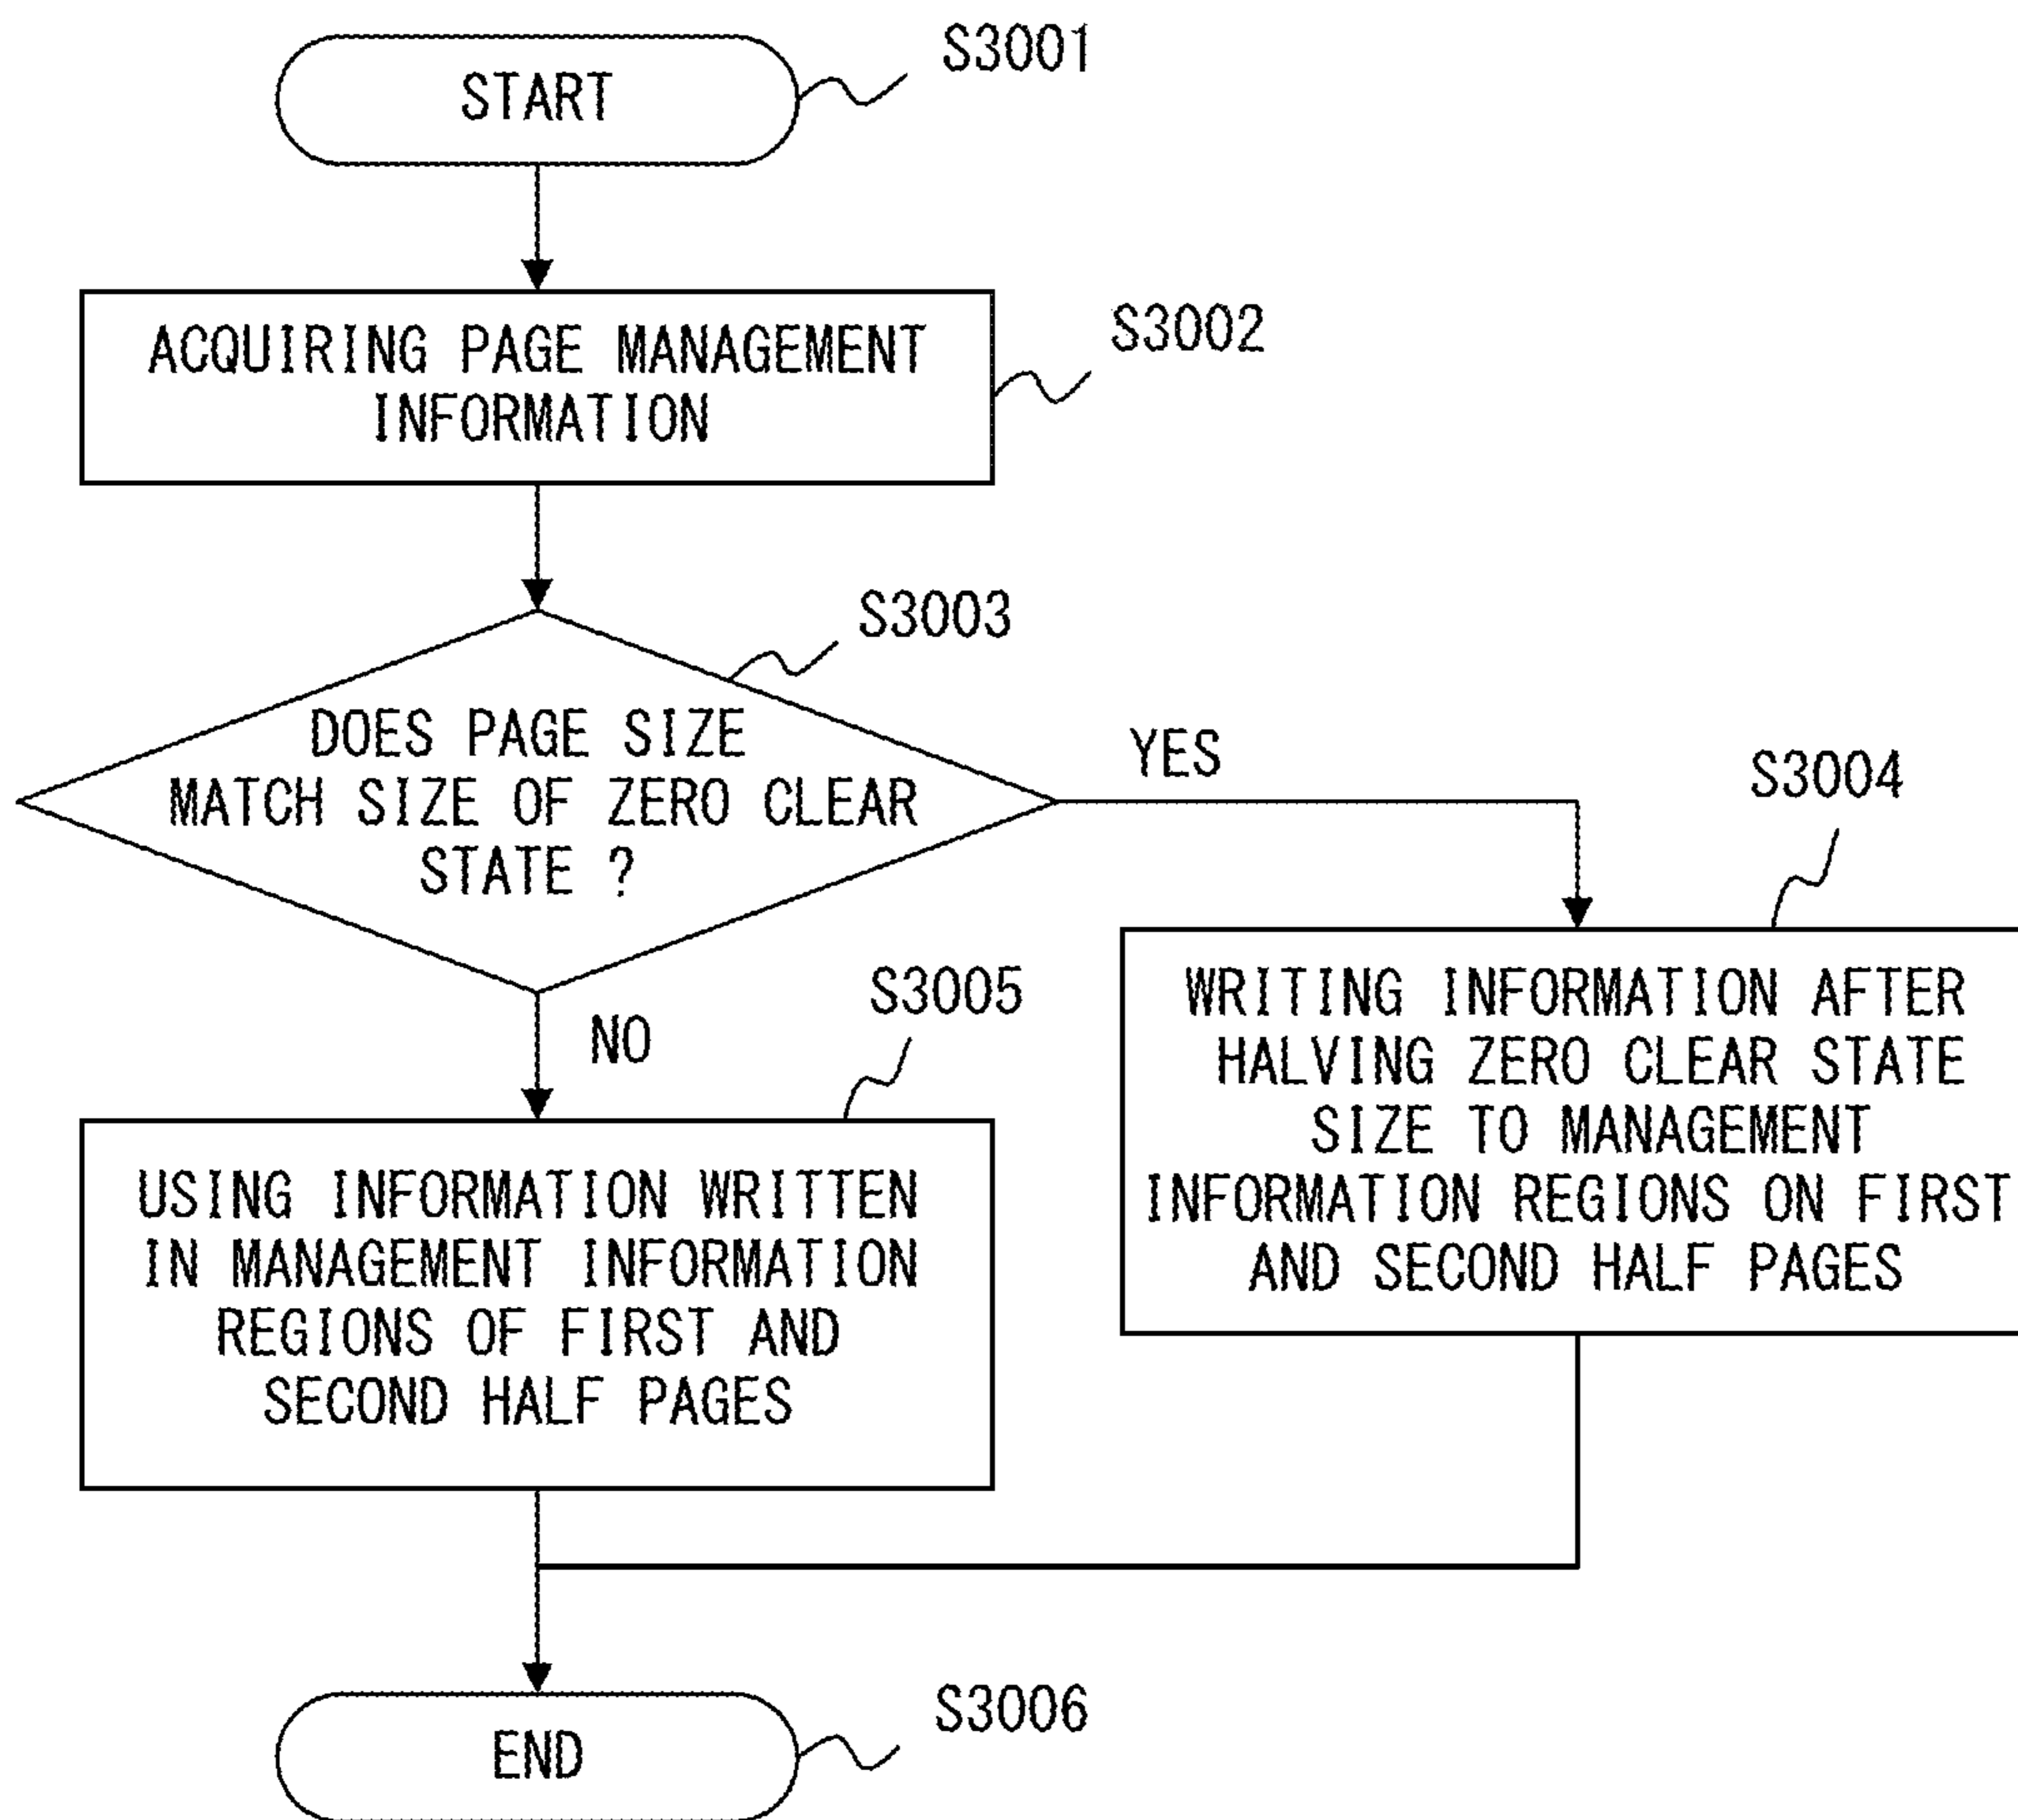 START
S3001
ACQUIRING PAGE MANAGEMENT
INFORMATION
S3002
S3003
DOES PAGE SIZE
MATCH SIZE OF ZERO CLEAR
STATE ?
YES
NO
S3004
WRITING INFORMATION AFTER
HALVING ZERO CLEAR STATE
SIZE TO MANAGEMENT
INFORMATION REGIONS ON FIRST
AND SECOND HALF PAGES
S3005
USING INFORMATION WRITTEN
IN MANAGEMENT INFORMATION
REGIONS OF FIRST AND
SECOND HALF PAGES
END
S3006